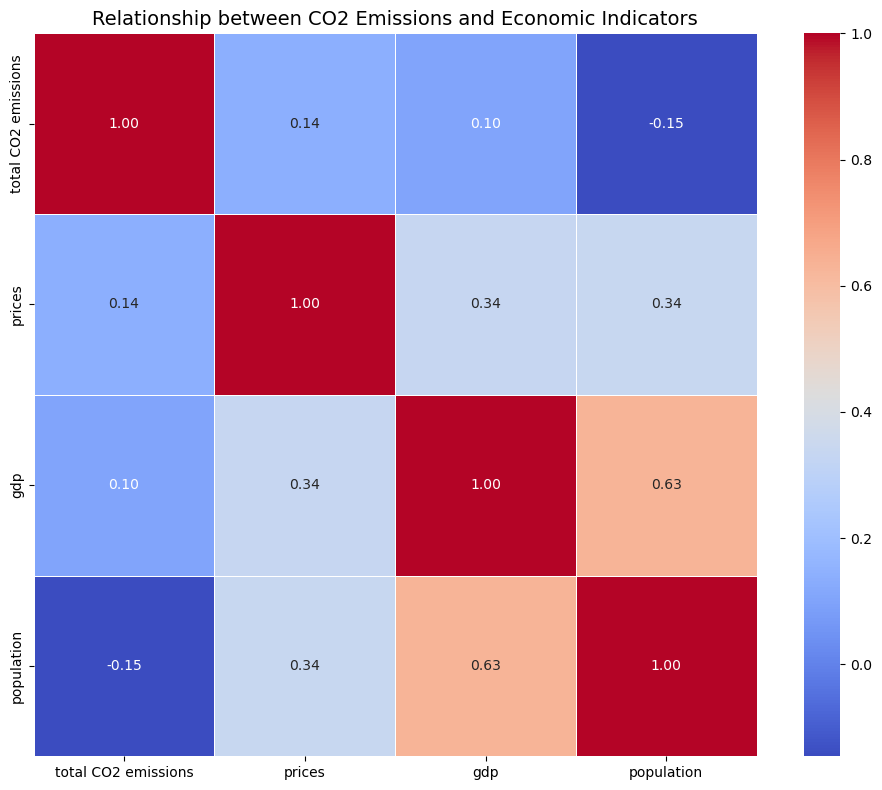 Relationship between CO2 Emissions and Economic Indicators
total CO2 emissions
1.00
0.14
0.10
-0.15
prices
0.14
1.00
0.34
0.34
gdp
0.10
0.34
1.00
0.63
population
-0.15
0.34
0.63
1.00
total CO2 emissions
prices
gdp
population
1.0
0.8
0.6
0.4
0.2
0.0